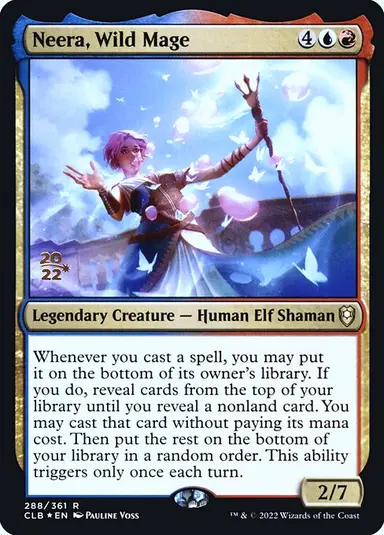 Neera, Wild Mage 4
20
22
Legendary Creature — Human Elf Shaman
Whenever you cast a spell, you may put
it on the bottom of its owner's library. If
you do, reveal cards from the top of your
library until you reveal a nonland card. You
may cast that card without paying its mana
cost. Then put the rest on the bottom of
your library in a random order. This ability
triggers only once each turn.
2/7
288/361 R
CLB★EN Pauline Voss
™ & © 2022 Wizards of the Coast